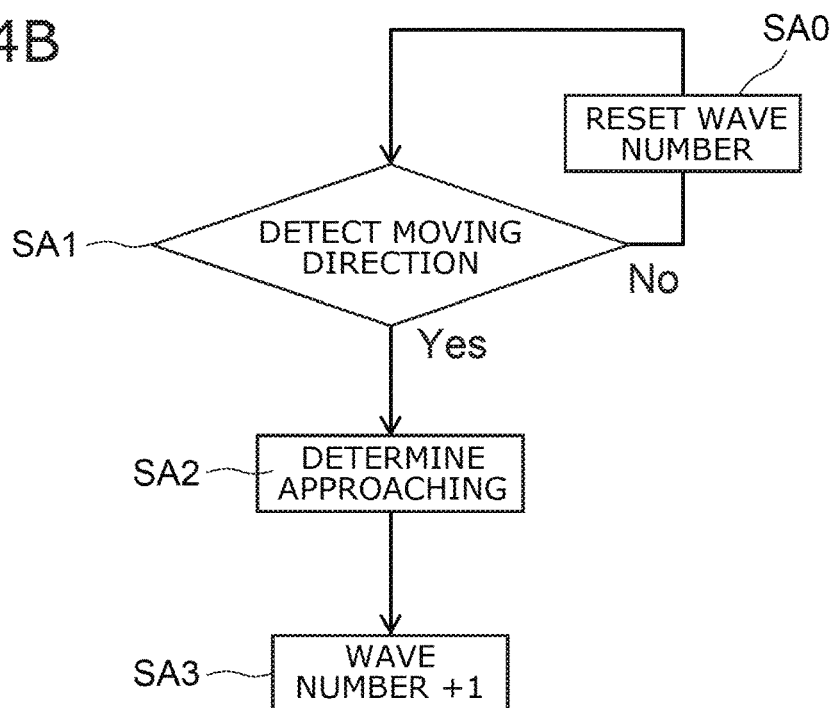 4B
SA0
RESET WAVE
NUMBER
SA1
DETECT MOVING
DIRECTION
No
Yes
SA2
DETERMINE
APPROACHING
SA3
WAVE
NUMBER +1